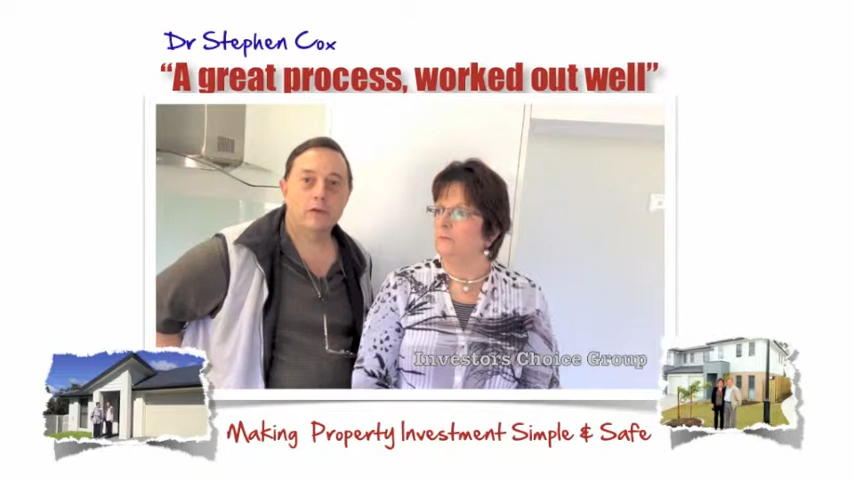 Dr Stephen Cox
“A great process, worked out well”
Investors Choice Group
Making Property Investment Simple & Safe